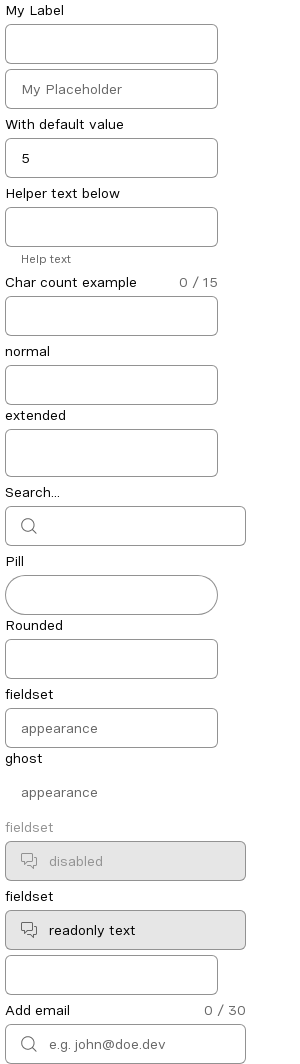 My Label
My Placeholder
With default value
5
Helper text below
Help text
Char count example 0 / 15
normal
extended
Search...
Pill
Rounded
fieldset
appearance
ghost
appearance
fieldset
disabled
fieldset
readonly text
Add email 0 / 30
e.g. john@doe.dev